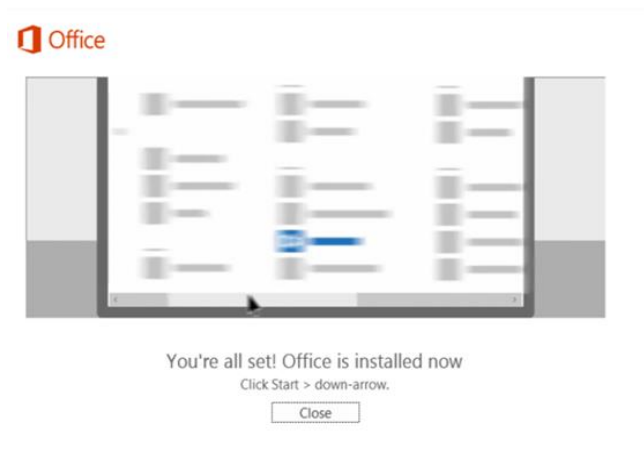 Office
You're all set! Office is installed now
Click Start > down-arrow.
Close